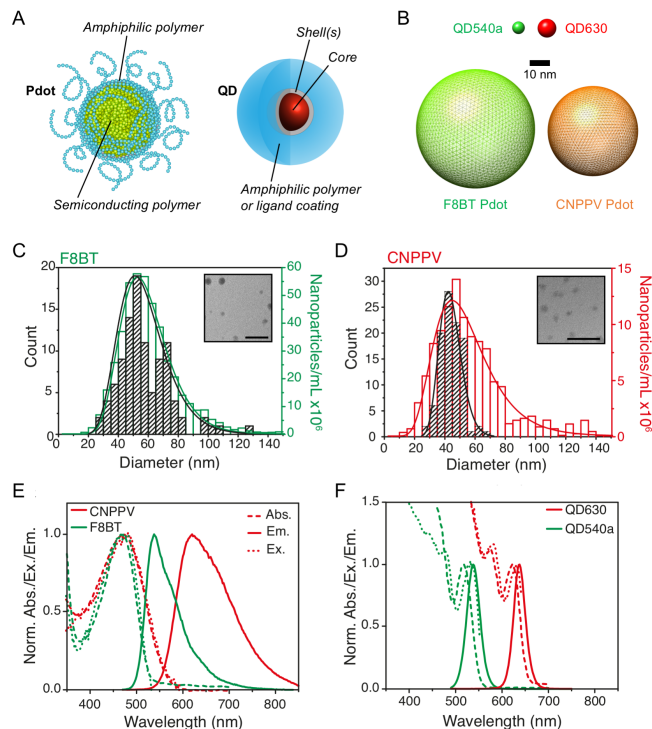 A
Amphiphilic polymer
Pdot
Semiconducting polymer
Shell(s)
Core
QD
Amphiphilic polymer
or ligand coating
B
QD540a
QD630
10 nm
F8BT Pdot
CNPPV Pdot
C
F8BT
20
15
10
5
0
Count
60
50
40
30
20
10
0
Nanoparticles/mL x10⁶
0 20 40 60 80 100 120 140
Diameter (nm)
D
CNPPV
30
25
20
15
10
5
0
Count
15
10
5
0
Nanoparticles/mL x10⁶
0 20 40 60 80 100 120 150
Diameter (nm)
E
CNPPV
F8BT
Abs.
Em.
Ex.
1.0
0.5
0.0
Norm. Abs./Ex./Em.
400 500 600 700 800
Wavelength (nm)
F
QD630
QD540a
1.5
1.0
0.5
0.0
Norm. Abs./Ex./Em.
400 500 600 700 800
Wavelength (nm)